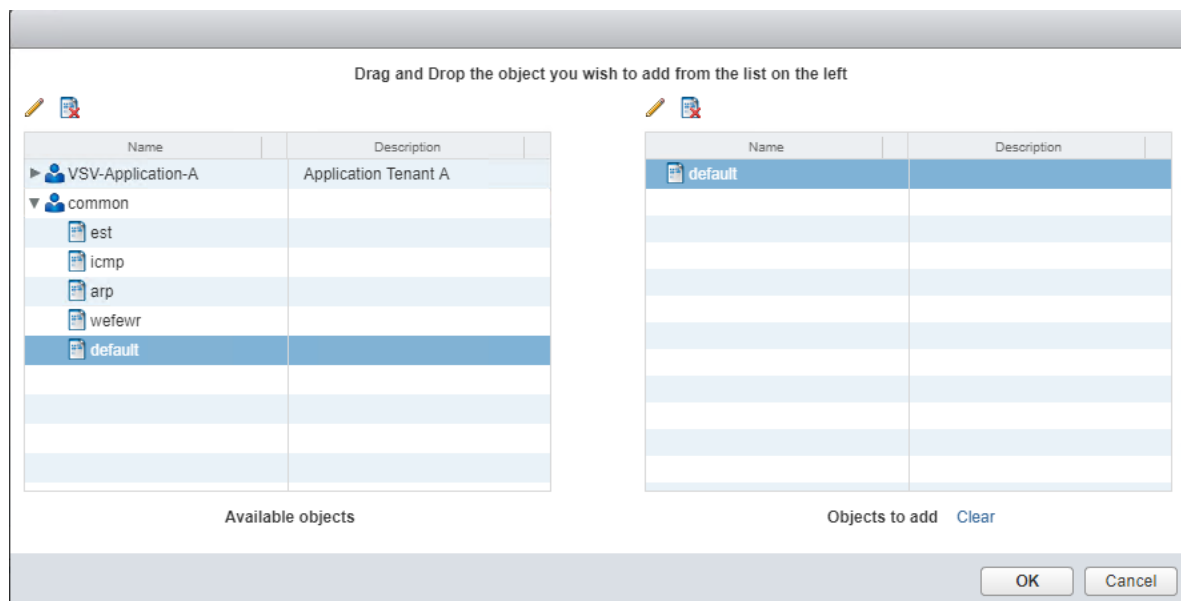 Drag and Drop the object you wish to add from the list on the left
Name Description
VSV-Application-A Application Tenant A
common
est
icmp
arp
wefewr
default
Available objects
Name Description
default
Objects to add Clear
OK Cancel